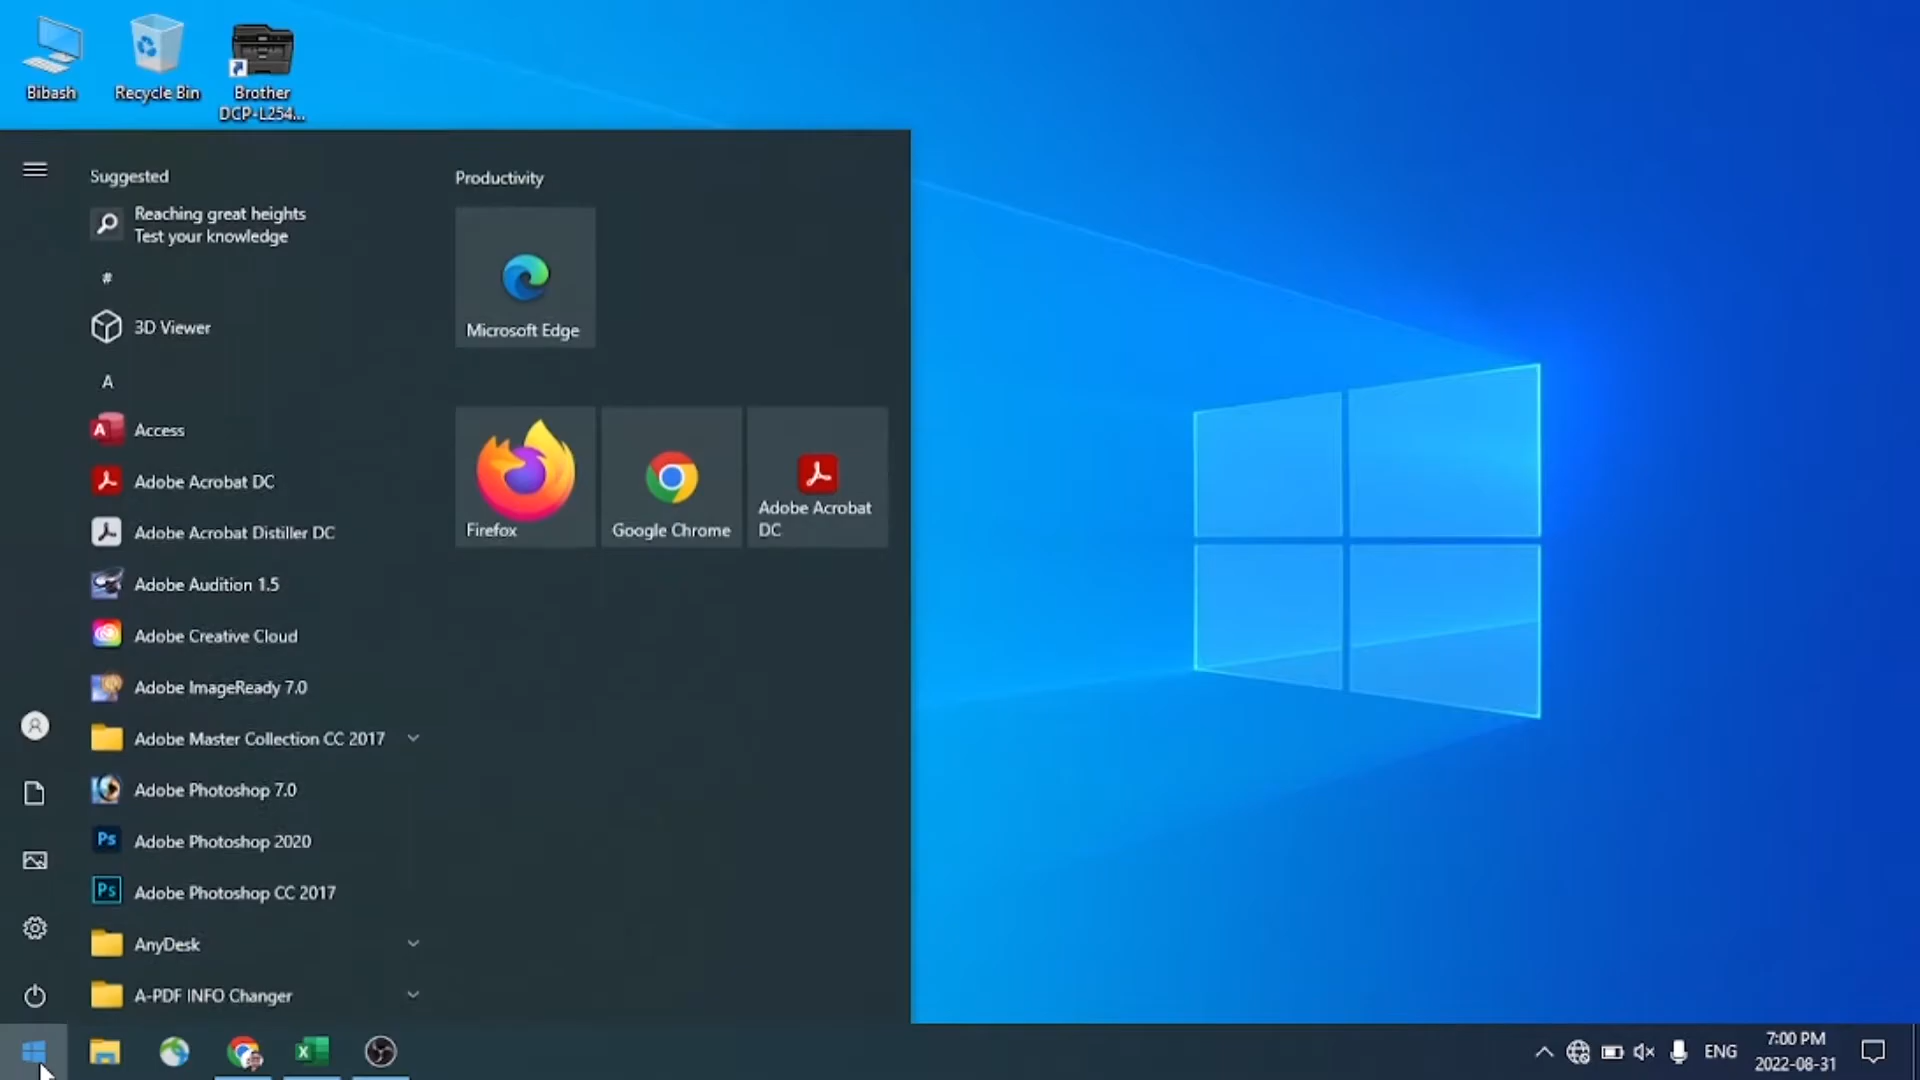 Bibash
Recycle Bin
Brother
DCP-L254...
Suggested
Reaching great heights
Test your knowledge
#
3D Viewer
A
Access
Adobe Acrobat DC
Adobe Acrobat Distiller DC
Adobe Audition 1.5
Adobe Creative Cloud
Adobe ImageReady 7.0
Adobe Master Collection CC 2017
Adobe Photoshop 7.0
Ps
Adobe Photoshop 2020
Ps
Adobe Photoshop CC 2017
AnyDesk
A-PDF INFO Changer
Productivity
Microsoft Edge
Firefox
Google Chrome
Adobe Acrobat
DC
ENG
7:00 PM
2022-08-31